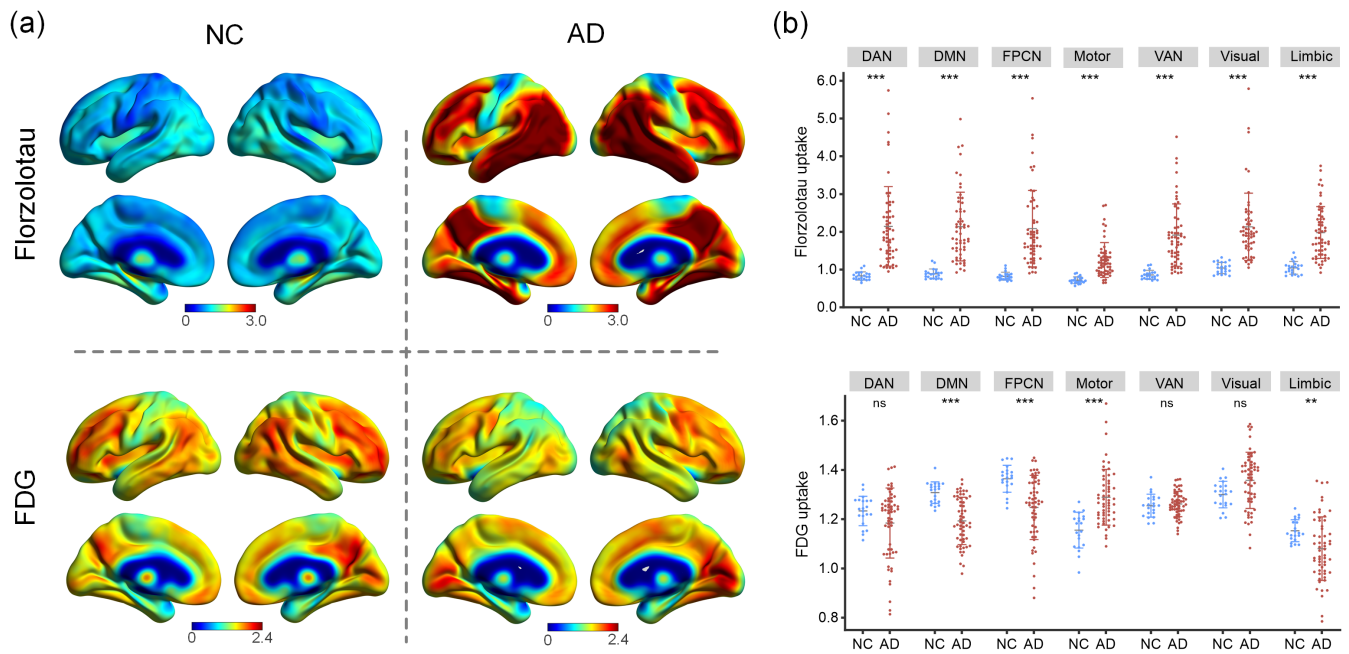 (a)
NC
AD
Florzolotau
0
3.0
0
3.0
FDG
0
2.4
0
2.4
(b)
DAN DMN FPCN Motor VAN Visual Limbic
*** *** *** *** *** *** ***
Florzolotau uptake
6.0
5.0
4.0
3.0
2.0
1.0
0.0
NC AD NC AD NC AD NC AD NC AD NC AD NC AD
DAN DMN FPCN Motor VAN Visual Limbic
ns *** *** *** ns ns **
FDG uptake
1.6
1.4
1.2
1.0
0.8
NC AD NC AD NC AD NC AD NC AD NC AD NC AD